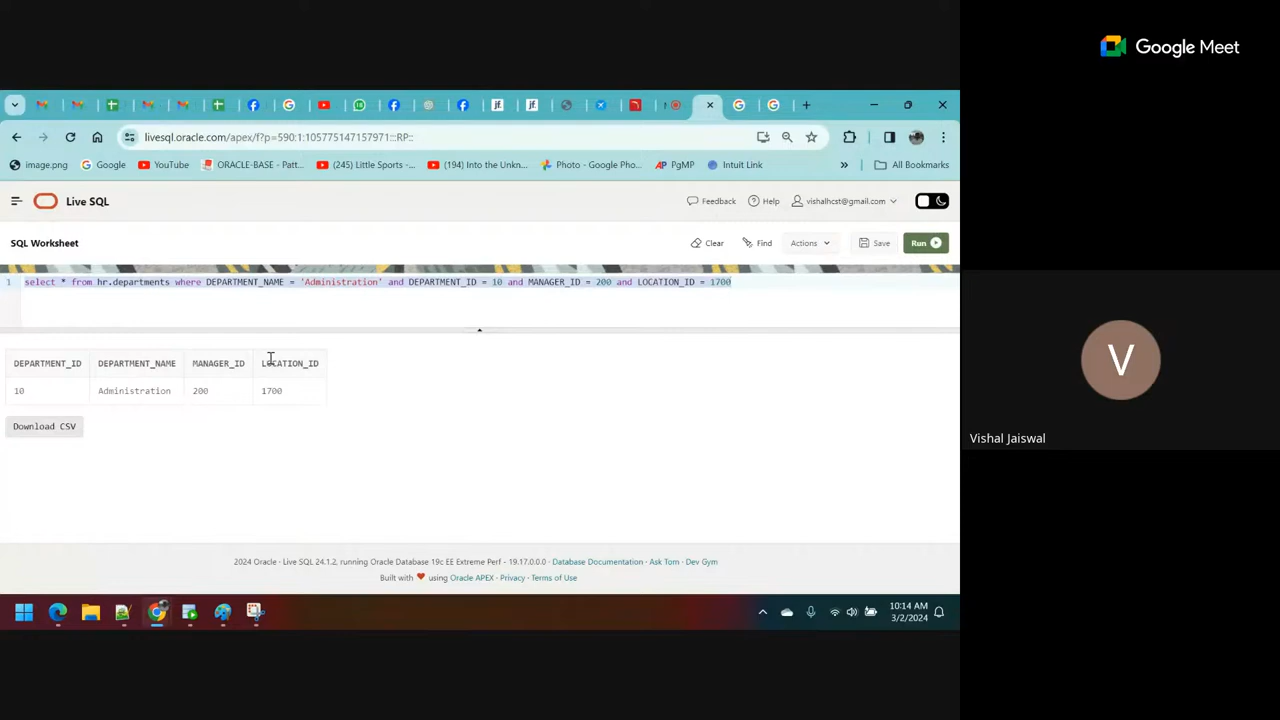 Google Meet
livesql.oracle.com/apex/f?p=590:1:105775147157971:::RP::
image.png
Google
YouTube
ORACLE-BASE - Patt...
(245) Little Sports -...
(194) Into the Unkn...
Photo - Google Pho...
PgMP
Intuit Link
»
All Bookmarks
Live SQL
Feedback
Help
vishalhcst@gmail.com
SQL Worksheet
Clear
Find
Actions
Save
Run
1 select * from hr.departments where DEPARTMENT_NAME = 'Administration' and DEPARTMENT_ID = 10 and MANAGER_ID = 200 and LOCATION_ID = 1700
DEPARTMENT_ID DEPARTMENT_NAME MANAGER_ID LOCATION_ID
10 Administration 200 1700
Download CSV
V
Vishal Jaiswal
2024 Oracle · Live SQL 24.1.2, running Oracle Database 19c EE Extreme Perf - 19.17.0.0.0 · Database Documentation · Ask Tom · Dev Gym
Built with ❤ using Oracle APEX · Privacy · Terms of Use
10:14 AM
3/2/2024